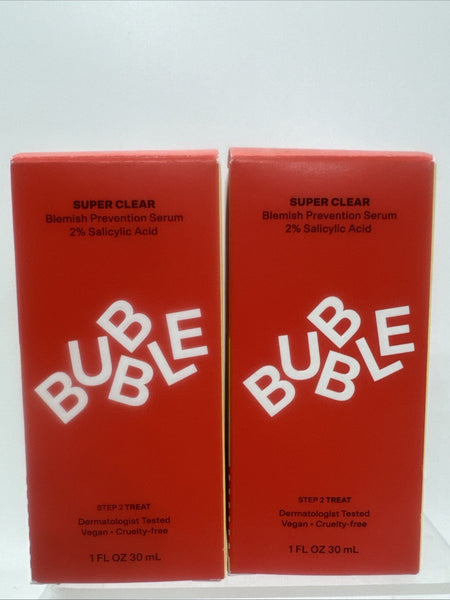 SUPER CLEAR
Blemish Prevention Serum
2% Salicylic Acid
BUBBLE
STEP 2 TREAT
Dermatologist Tested
Vegan • Cruelty-free
1 FL OZ 30 mL
SUPER CLEAR
Blemish Prevention Serum
2% Salicylic Acid
BUBBLE
STEP 2 TREAT
Dermatologist Tested
Vegan • Cruelty-free
1 FL OZ 30 mL